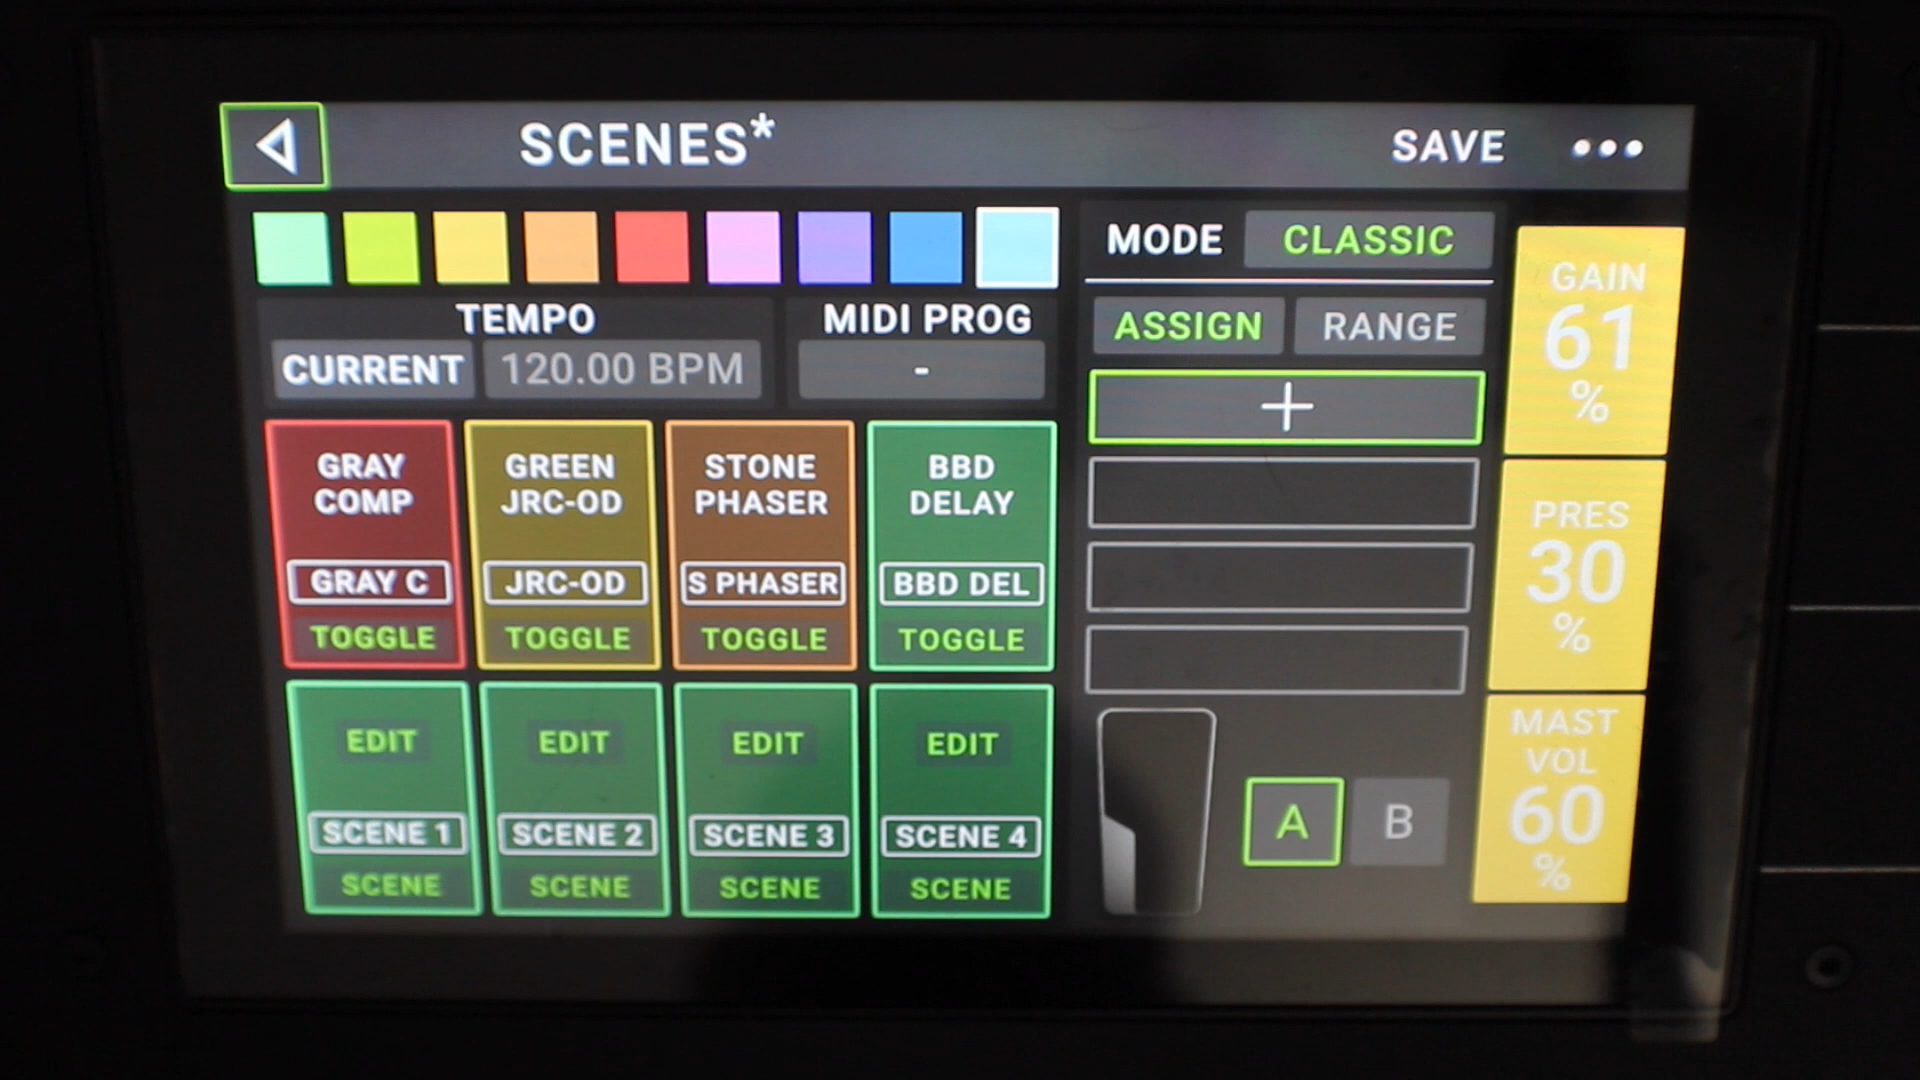 SCENES*
SAVE •••
TEMPO
CURRENT 120.00 BPM
MIDI PROG
-
GRAY
COMP
GRAY C
TOGGLE
GREEN
JRC-OD
JRC-OD
TOGGLE
STONE
PHASER
S PHASER
TOGGLE
BBD
DELAY
BBD DEL
TOGGLE
EDIT
SCENE 1
SCENE
EDIT
SCENE 2
SCENE
EDIT
SCENE 3
SCENE
EDIT
SCENE 4
SCENE
MODE CLASSIC
ASSIGN RANGE
+
A B
GAIN
61
%
PRES
30
%
MAST
VOL
60
%